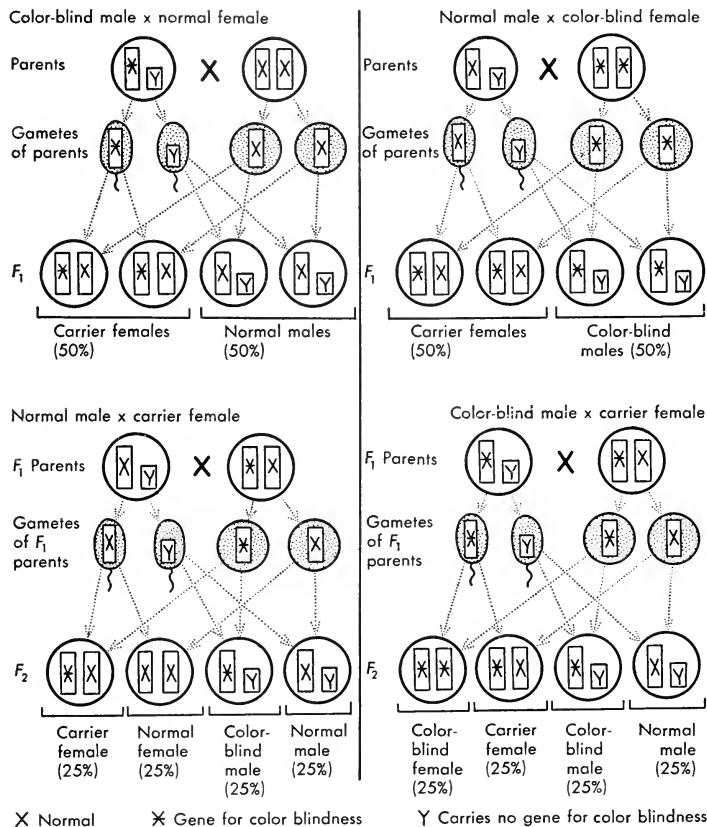 Color-blind male x normal female
Parents
X Y X X X
Gametes
of parents
X Y X X
F₁
X X X X X Y X Y
Carrier females
(50%)
Normal males
(50%)
Normal male x color-blind female
Parents
X Y X X X
Gametes
of parents
X Y X X
F₁
X X X X X Y X Y
Carrier females
(50%)
Color-blind
males (50%)
Normal male x carrier female
F₁ Parents
X Y X X X
Gametes
of F₁
parents
X Y X X
F₂
X X X X X Y X Y
Carrier
female
(25%)
Normal
female
(25%)
Color-
blind
male
(25%)
Normal
male
(25%)
Color-blind male x carrier female
F₁ Parents
X Y X X X
Gametes
of F₁
parents
X Y X X
F₂
X X X X X Y X Y
Color-
blind
female
(25%)
Carrier
female
(25%)
Color-
blind
male
(25%)
Normal
male
(25%)
X Normal
X Gene for color blindness
Y Carries no gene for color blindness